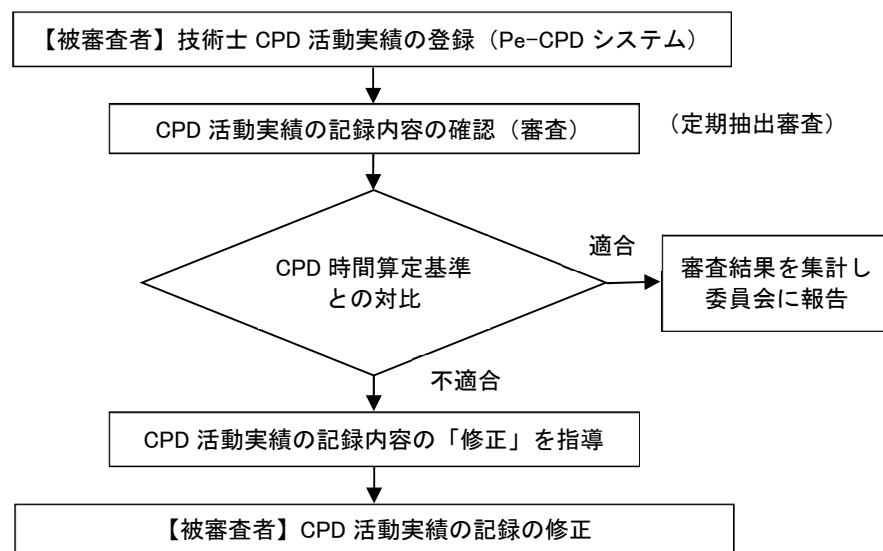 【被審査者】技術士 CPD 活動実績の登録（Pe-CPD システム）
CPD 活動実績の記録内容の確認（審査）
（定期抽出審査）
CPD 時間算定基準
との対比
適合
審査結果を集計し
委員会に報告
不適合
CPD 活動実績の記録内容の「修正」を指導
【被審査者】CPD 活動実績の記録の修正